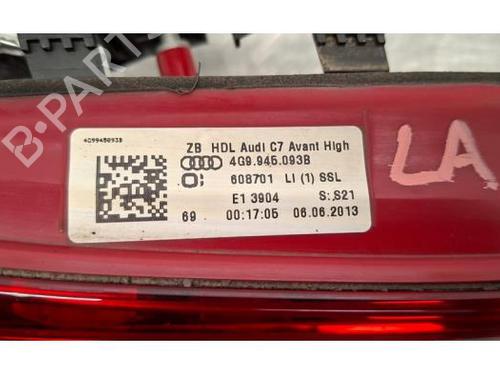 ZB HDL Audi C7 Avant High
4G9945093B
4G9.945.093B
608701 LI (1) SSL
E1 3904 S: S21
69 00:17:05 06.06.2013
LA
B-PARTS